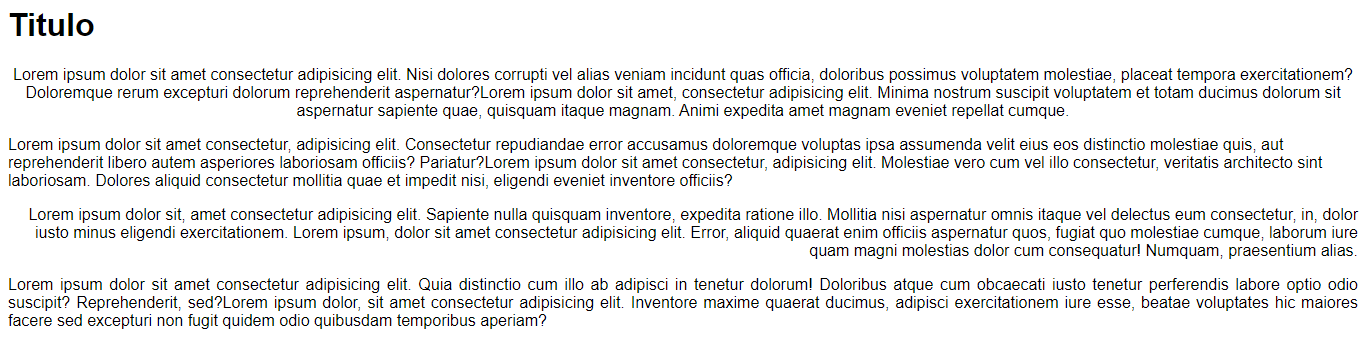 Titulo
Lorem ipsum dolor sit amet consectetur adipisicing elit. Nisi dolores corrupti vel alias veniam incidunt quas officia, doloribus possimus voluptatem molestiae, placeat tempora exercitationem?
Doloremque rerum excepturi dolorum reprehenderit aspernatur?Lorem ipsum dolor sit amet, consectetur adipisicing elit. Minima nostrum suscipit voluptatem et totam ducimus dolorum sit
aspernatur sapiente quae, quisquam itaque magnam. Animi expedita amet magnam eveniet repellat cumque.
Lorem ipsum dolor sit amet consectetur, adipisicing elit. Consectetur repudiandae error accusamus doloremque voluptas ipsa assumenda velit eius eos distinctio molestiae quis, aut
reprehenderit libero autem asperiores laboriosam officiis? Pariatur?Lorem ipsum dolor sit amet consectetur, adipisicing elit. Molestiae vero cum vel illo consectetur, veritatis architecto sint
laboriosam. Dolores aliquid consectetur mollitia quae et impedit nisi, eligendi eveniet inventore officiis?
Lorem ipsum dolor sit, amet consectetur adipisicing elit. Sapiente nulla quisquam inventore, expedita ratione illo. Mollitia nisi aspernatur omnis itaque vel delectus eum consectetur, in, dolor
iusto minus eligendi exercitationem. Lorem ipsum, dolor sit amet consectetur adipisicing elit. Error, aliquid quaerat enim officiis aspernatur quos, fugiat quo molestiae cumque, laborum iure
quam magni molestias dolor cum consequatur! Numquam, praesentium alias.
Lorem ipsum dolor sit amet consectetur adipisicing elit. Quia distinctio cum illo ab adipisci in tenetur dolorum! Doloribus atque cum obcaecati iusto tenetur perferendis labore optio odio
suscipit? Reprehenderit, sed?Lorem ipsum dolor, sit amet consectetur adipisicing elit. Inventore maxime quaerat ducimus, adipisci exercitationem iure esse, beatae voluptates hic maiores
facere sed excepturi non fugit quidem odio quibusdam temporibus aperiam?